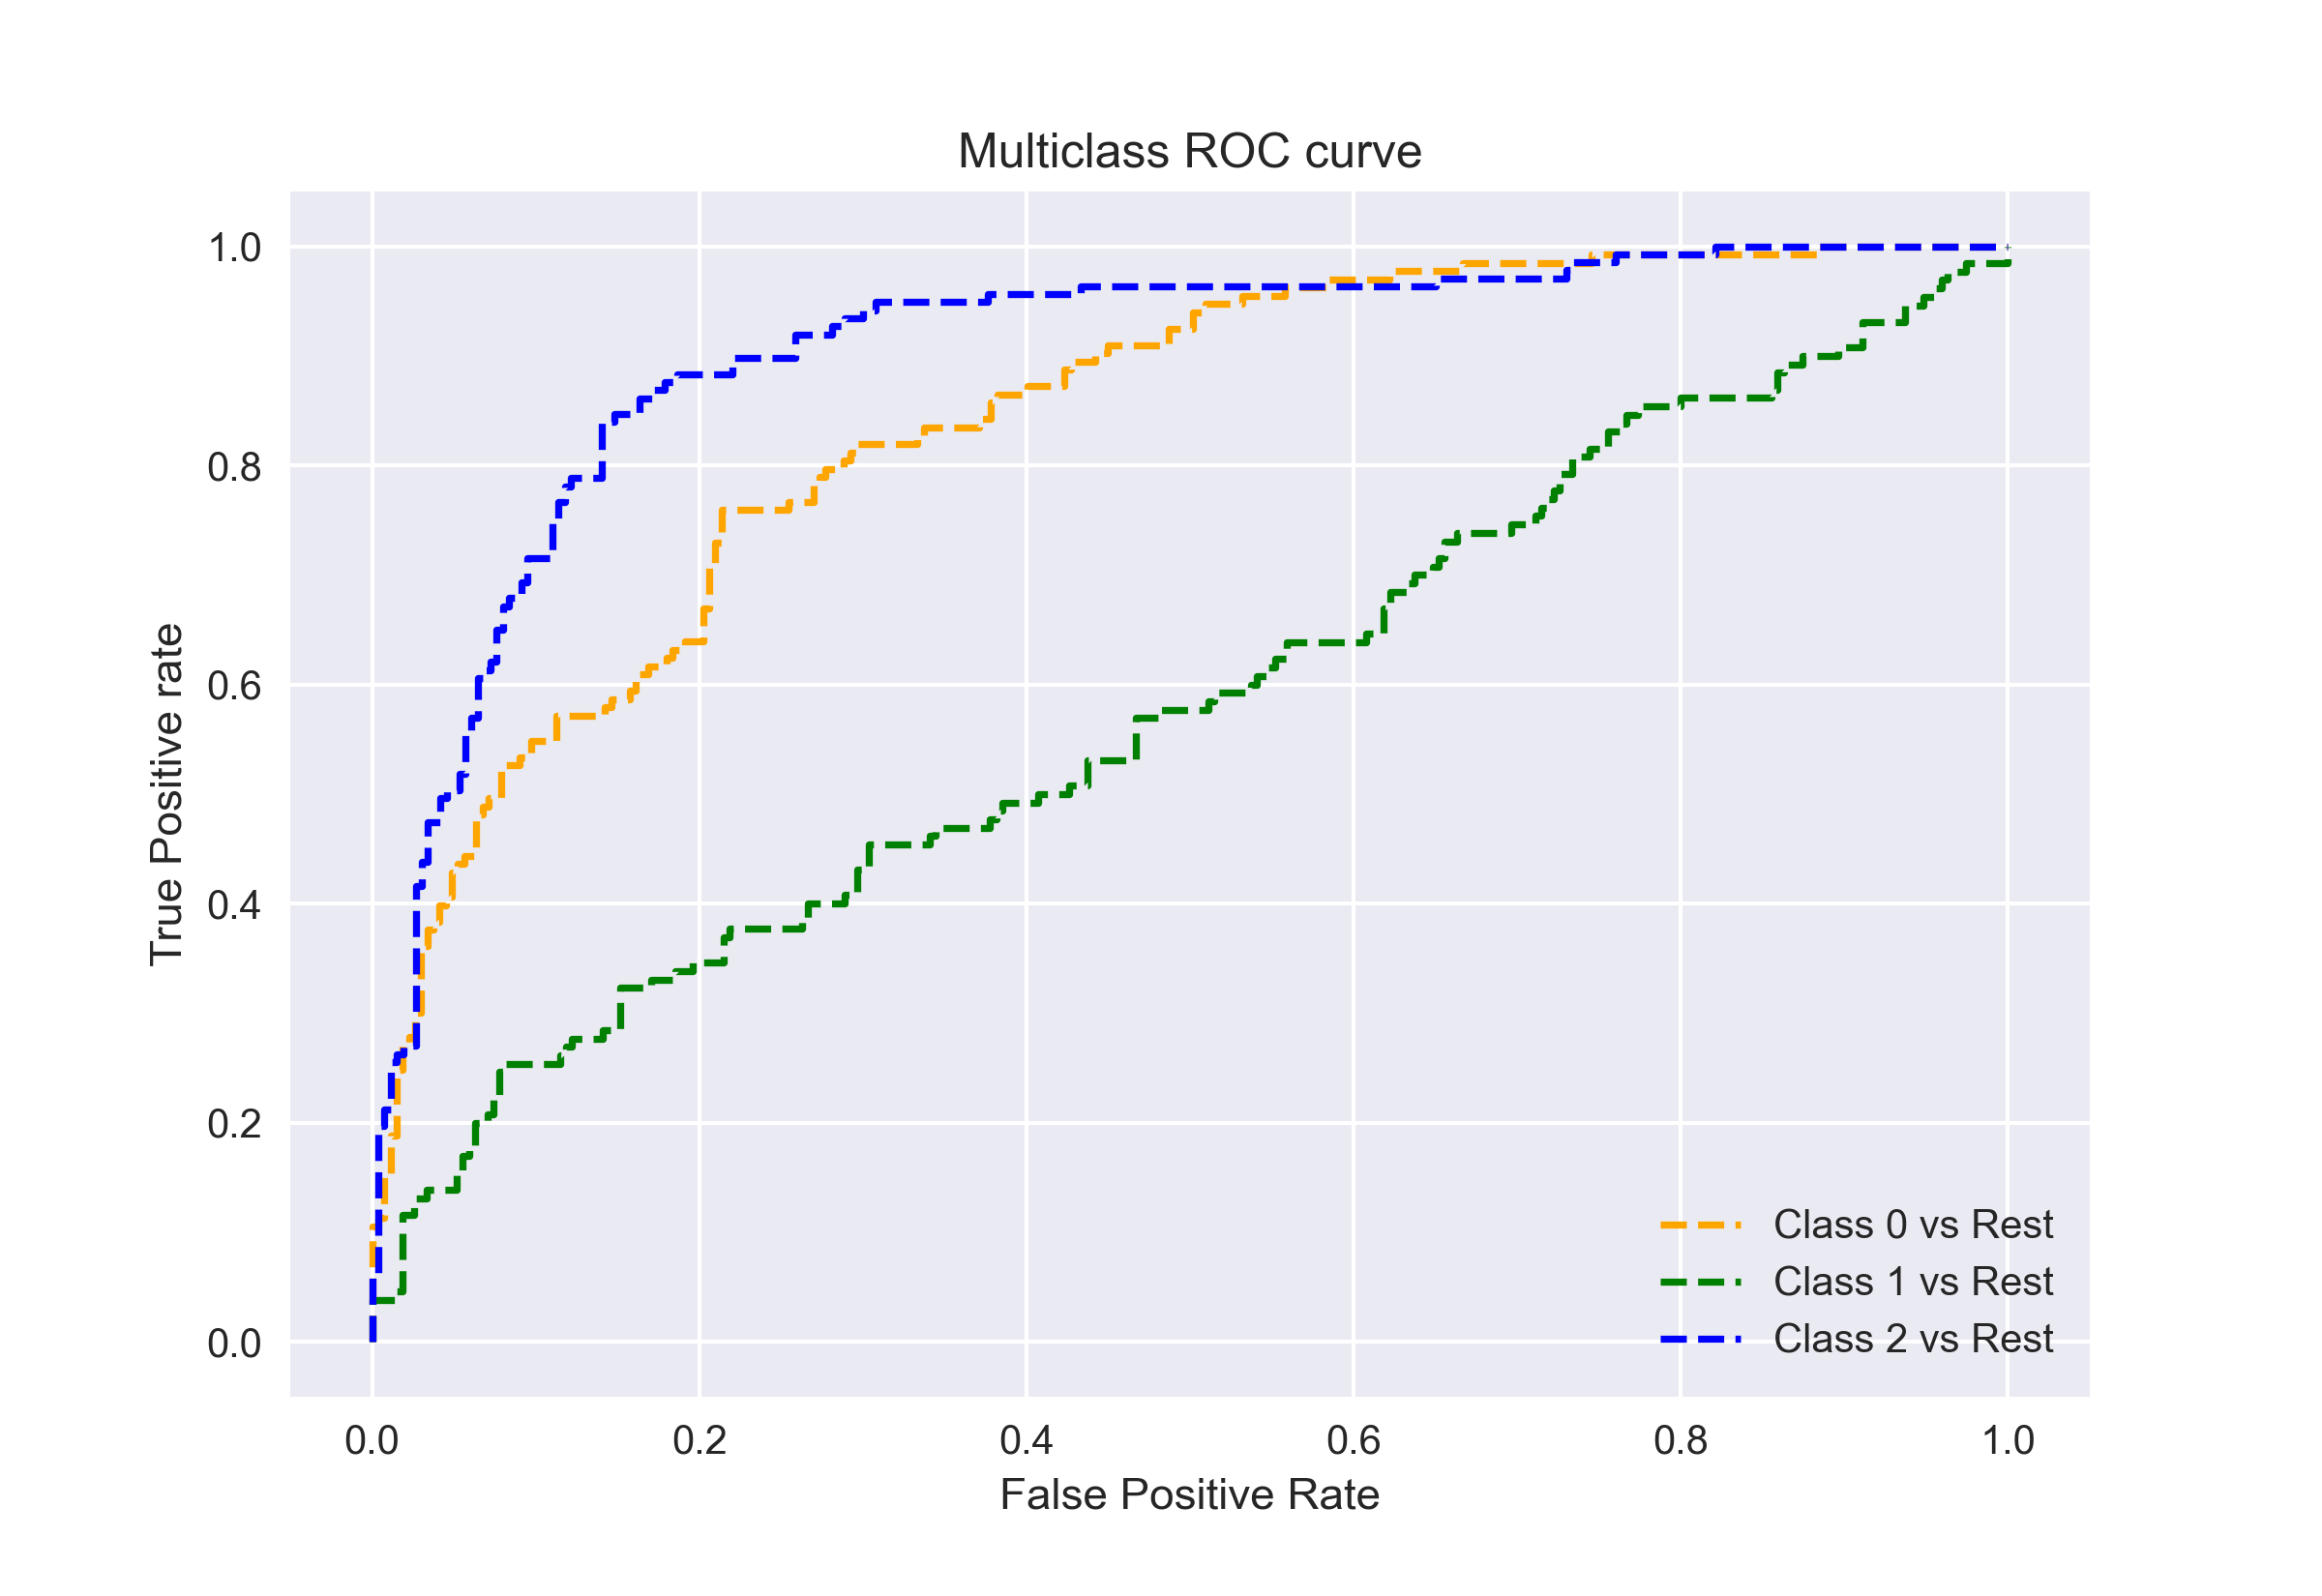 Multiclass ROC curve
1.0
0.8
0.6
0.4
0.2
0.0
True Positive rate
Class 0 vs Rest
Class 1 vs Rest
Class 2 vs Rest
0.0 0.2 0.4 0.6 0.8 1.0
False Positive Rate